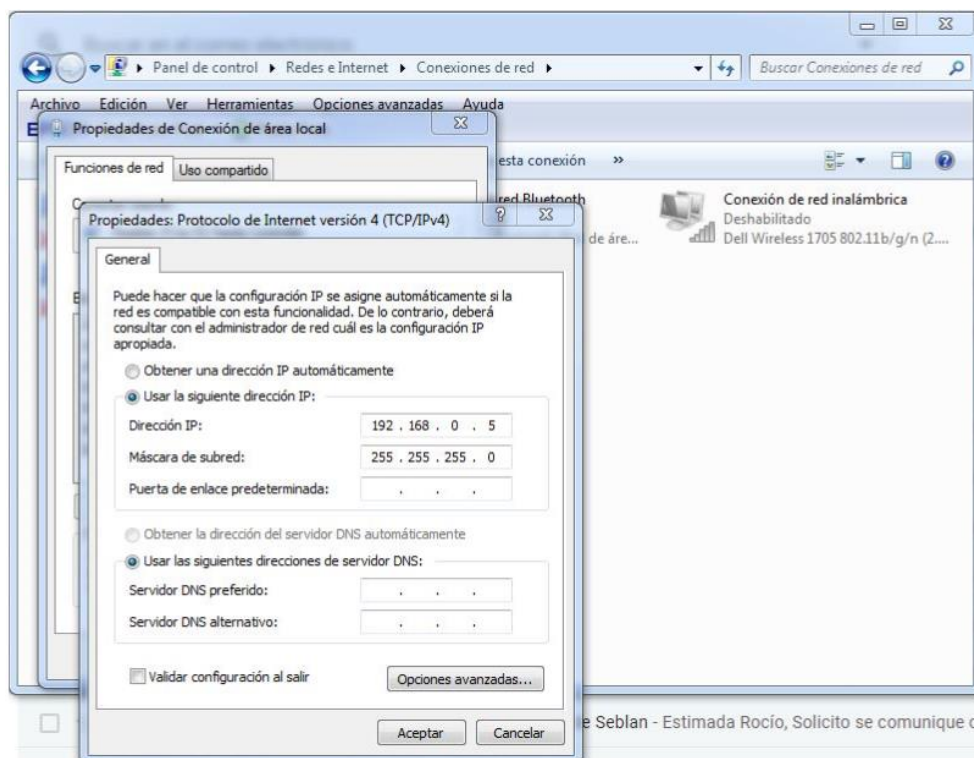 Panel de control Redes e Internet Conexiones de red Buscar Conexiones de red
Archivo Edición Ver Herramientas Opciones avanzadas Ayuda
Propiedades de Conexión de área local
Funciones de red Uso compartido
esta conexión »
red Bluetooth
de áre...
Conexión de red inalámbrica
Deshabilitado
Dell Wireless 1705 802.11b/g/n (2....
Propiedades: Protocolo de Internet versión 4 (TCP/IPv4)
General
Puede hacer que la configuración IP se asigne automáticamente si la
red es compatible con esta funcionalidad. De lo contrario, deberá
consultar con el administrador de red cuál es la configuración IP
apropiada.
Obtener una dirección IP automáticamente
Usar la siguiente dirección IP:
Dirección IP: 192 . 168 . 0 . 5
Máscara de subred: 255 . 255 . 255 . 0
Puerta de enlace predeterminada: . . .
Obtener la dirección del servidor DNS automáticamente
Usar las siguientes direcciones de servidor DNS:
Servidor DNS preferido: . . .
Servidor DNS alternativo: . . .
Validar configuración al salir
Opciones avanzadas...
Aceptar Cancelar
e Seblan - Estimada Rocío, Solicito se comunique